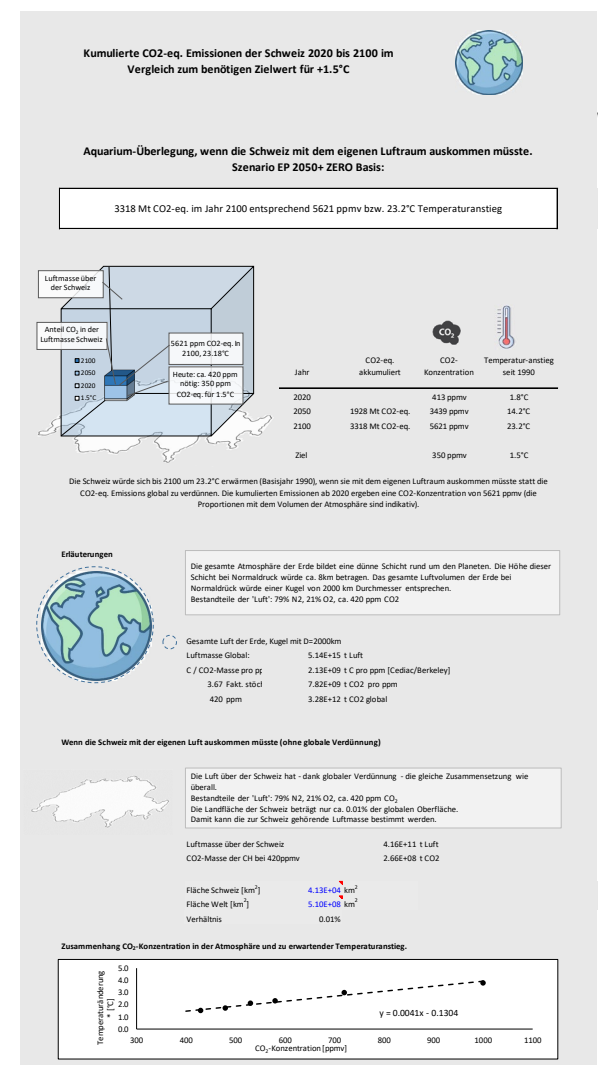 Kumulierte CO2-eq. Emissionen der Schweiz 2020 bis 2100 im
Vergleich zum benötigen Zielwert für +1.5°C
Aquarium-Überlegung, wenn die Schweiz mit dem eigenen Luftraum auskommen müsste.
Szenario EP 2050+ ZERO Basis:
3318 Mt CO2-eq. im Jahr 2100 entsprechend 5621 ppmv bzw. 23.2°C Temperaturanstieg
Luftmasse über
der Schweiz
Anteil CO₂ in der
Luftmasse Schweiz
2100
2050
2020
1.5°C
5621 ppm CO2-eq. In
2100, 23.18°C
Heute: ca. 420 ppm
nötig: 350 ppm
CO2-eq. für 1.5°C
CO₂
Jahr CO2-eq. akkumuliert CO2-Konzentration Temperatur-anstieg seit 1990
2020 413 ppmv 1.8°C
2050 1928 Mt CO2-eq. 3439 ppmv 14.2°C
2100 3318 Mt CO2-eq. 5621 ppmv 23.2°C
Ziel 350 ppmv 1.5°C
Die Schweiz würde sich bis 2100 um 23.2°C erwärmen (Basisjahr 1990), wenn sie mit dem eigenen Luftraum auskommen müsste statt die
CO2-eq. Emissions global zu verdünnen. Die kumulierten Emissionen ab 2020 ergeben eine CO2-Konzentration von 5621 ppmv (die
Proportionen mit dem Volumen der Atmosphäre sind indikativ).
Erläuterungen
Die gesamte Atmosphäre der Erde bildet eine dünne Schicht rund um den Planeten. Die Höhe dieser
Schicht bei Normaldruck würde ca. 8km betragen. Das gesamte Luftvolumen der Erde bei
Normaldrück würde einer Kugel von 2000 km Durchmesser entsprechen.
Bestandteile der 'Luft': 79% N2, 21% O2, ca. 420 ppm CO2
Gesamte Luft der Erde, Kugel mit D=2000km
Luftmasse Global: 5.14E+15 t Luft
C / CO2-Masse pro pp 2.13E+09 t C pro ppm [Cediac/Berkeley]
3.67 Fakt. stöcl 7.82E+09 t CO2 pro ppm
420 ppm 3.28E+12 t CO2 global
Wenn die Schweiz mit der eigenen Luft auskommen müsste (ohne globale Verdünnung)
Die Luft über der Schweiz hat - dank globaler Verdünnung - die gleiche Zusammensetzung wie
überall.
Bestandteile der 'Luft': 79% N2, 21% O2, ca. 420 ppm CO₂
Die Landfläche der Schweiz beträgt nur ca. 0.01% der globalen Oberfläche.
Damit kann die zur Schweiz gehörende Luftmasse bestimmt werden.
Luftmasse über der Schweiz 4.16E+11 t Luft
CO2-Masse der CH bei 420ppmv 2.66E+08 t CO2
Fläche Schweiz [km²] 4.13E+04 km²
Fläche Welt [km²] 5.10E+08 km²
Verhältnis 0.01%
Zusammenhang CO₂-Konzentration in der Atmosphäre und zu erwartender Temperaturanstieg.
Temperaturänderung
* [°C]
5.0
4.0
3.0
2.0
1.0
0.0
y = 0.0041x - 0.1304
300 400 500 600 700 800 900 1000 1100
CO₂-Konzentration [ppmv]